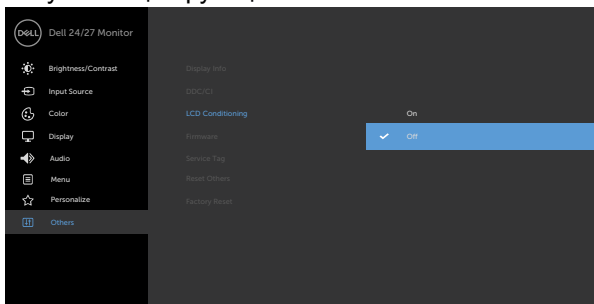 DELL Dell 24/27 Monitor
Brightness/Contrast Display Info
Input Source DDC/CI
Color LCD Conditioning On
Display Firmware Off
Audio Service Tag
Menu Reset Others
Personalize Factory Reset
Others